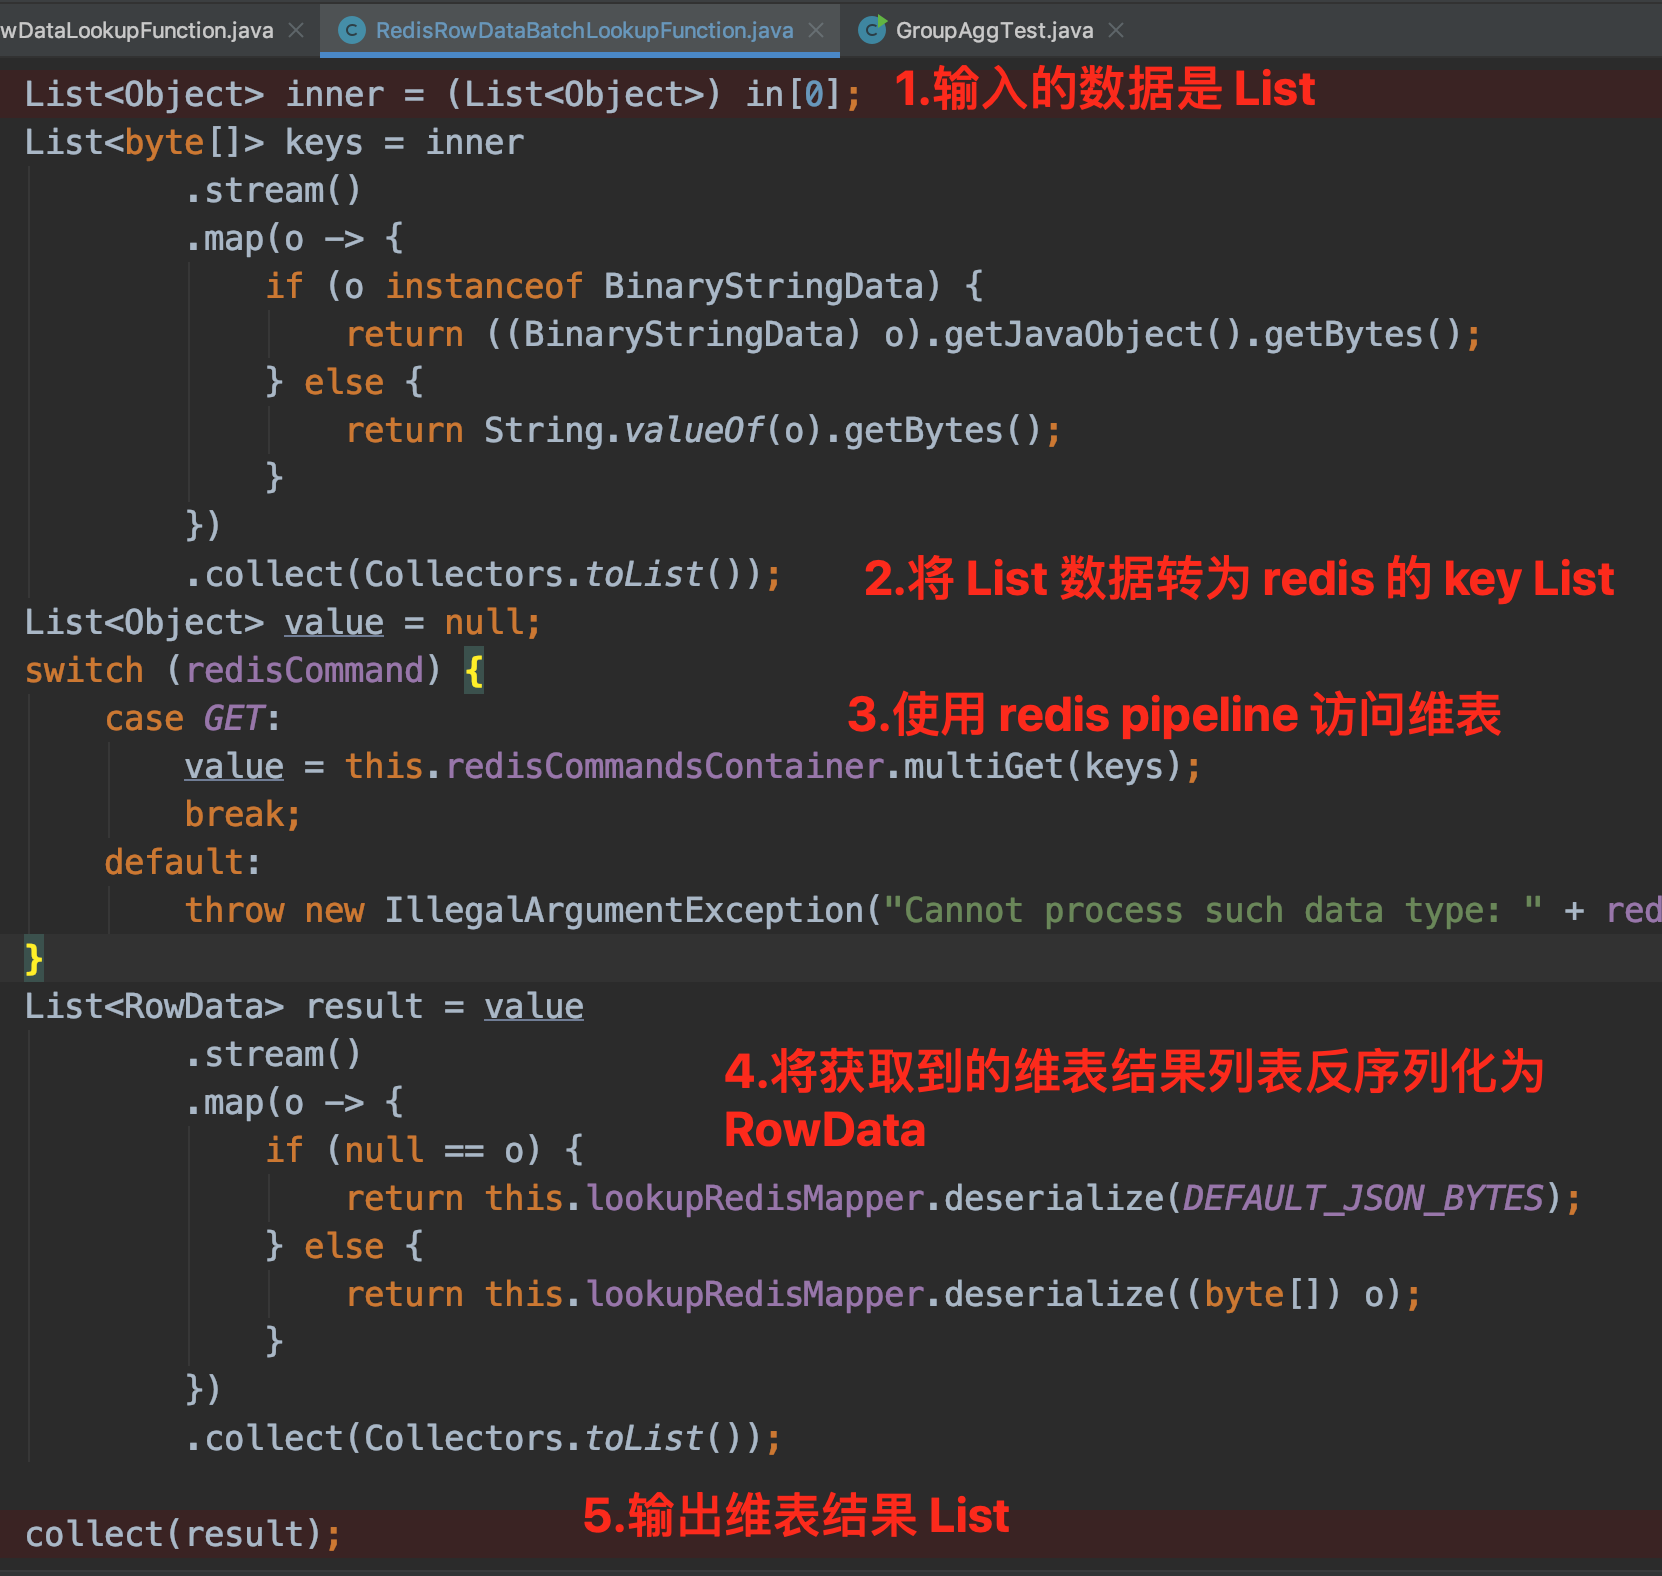 wDataLookupFunction.java RedisRowDataBatchLookupFunction.java GroupAggTest.java
List<Object> inner = (List<Object>) in[0]; 1.输入的数据是 List
List<byte[]> keys = inner
.stream()
.map(o -> {
if (o instanceof BinaryStringData) {
return ((BinaryStringData) o).getJavaObject().getBytes();
} else {
return String.valueOf(o).getBytes();
}
})
.collect(Collectors.toList()); 2.将 List 数据转为 redis 的 key List
List<Object> value = null;
switch (redisCommand) {
case GET: 3.使用 redis pipeline 访问维表
value = this.redisCommandsContainer.multiGet(keys);
break;
default:
throw new IllegalArgumentException("Cannot process such data type: " + red
}
List<RowData> result = value
.stream()
4.将获取到的维表结果列表反序列化为
.map(o -> {
RowData
if (null == o) {
return this.lookupRedisMapper.deserialize(DEFAULT_JSON_BYTES);
} else {
return this.lookupRedisMapper.deserialize((byte[]) o);
}
})
.collect(Collectors.toList());
5.输出维表结果 List
collect(result);